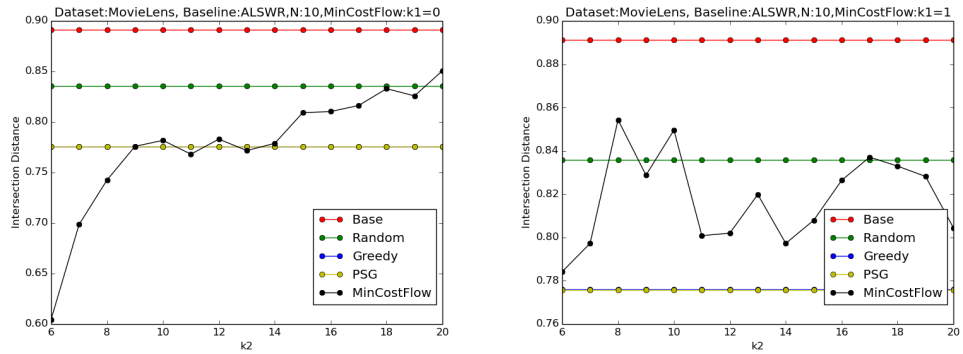 Dataset:MovieLens, Baseline:ALSWR,N:10,MinCostFlow:k1=0
0.90
0.85
0.80
0.75
0.70
0.65
0.60
Intersection Distance
6
8
10
12
14
16
18
20
k2
Base
Random
Greedy
PSG
MinCostFlow
Dataset:MovieLens, Baseline:ALSWR,N:10,MinCostFlow:k1=1
0.90
0.88
0.86
0.84
0.82
0.80
0.78
0.76
Intersection Distance
6
8
10
12
14
16
18
20
k2
Base
Random
Greedy
PSG
MinCostFlow